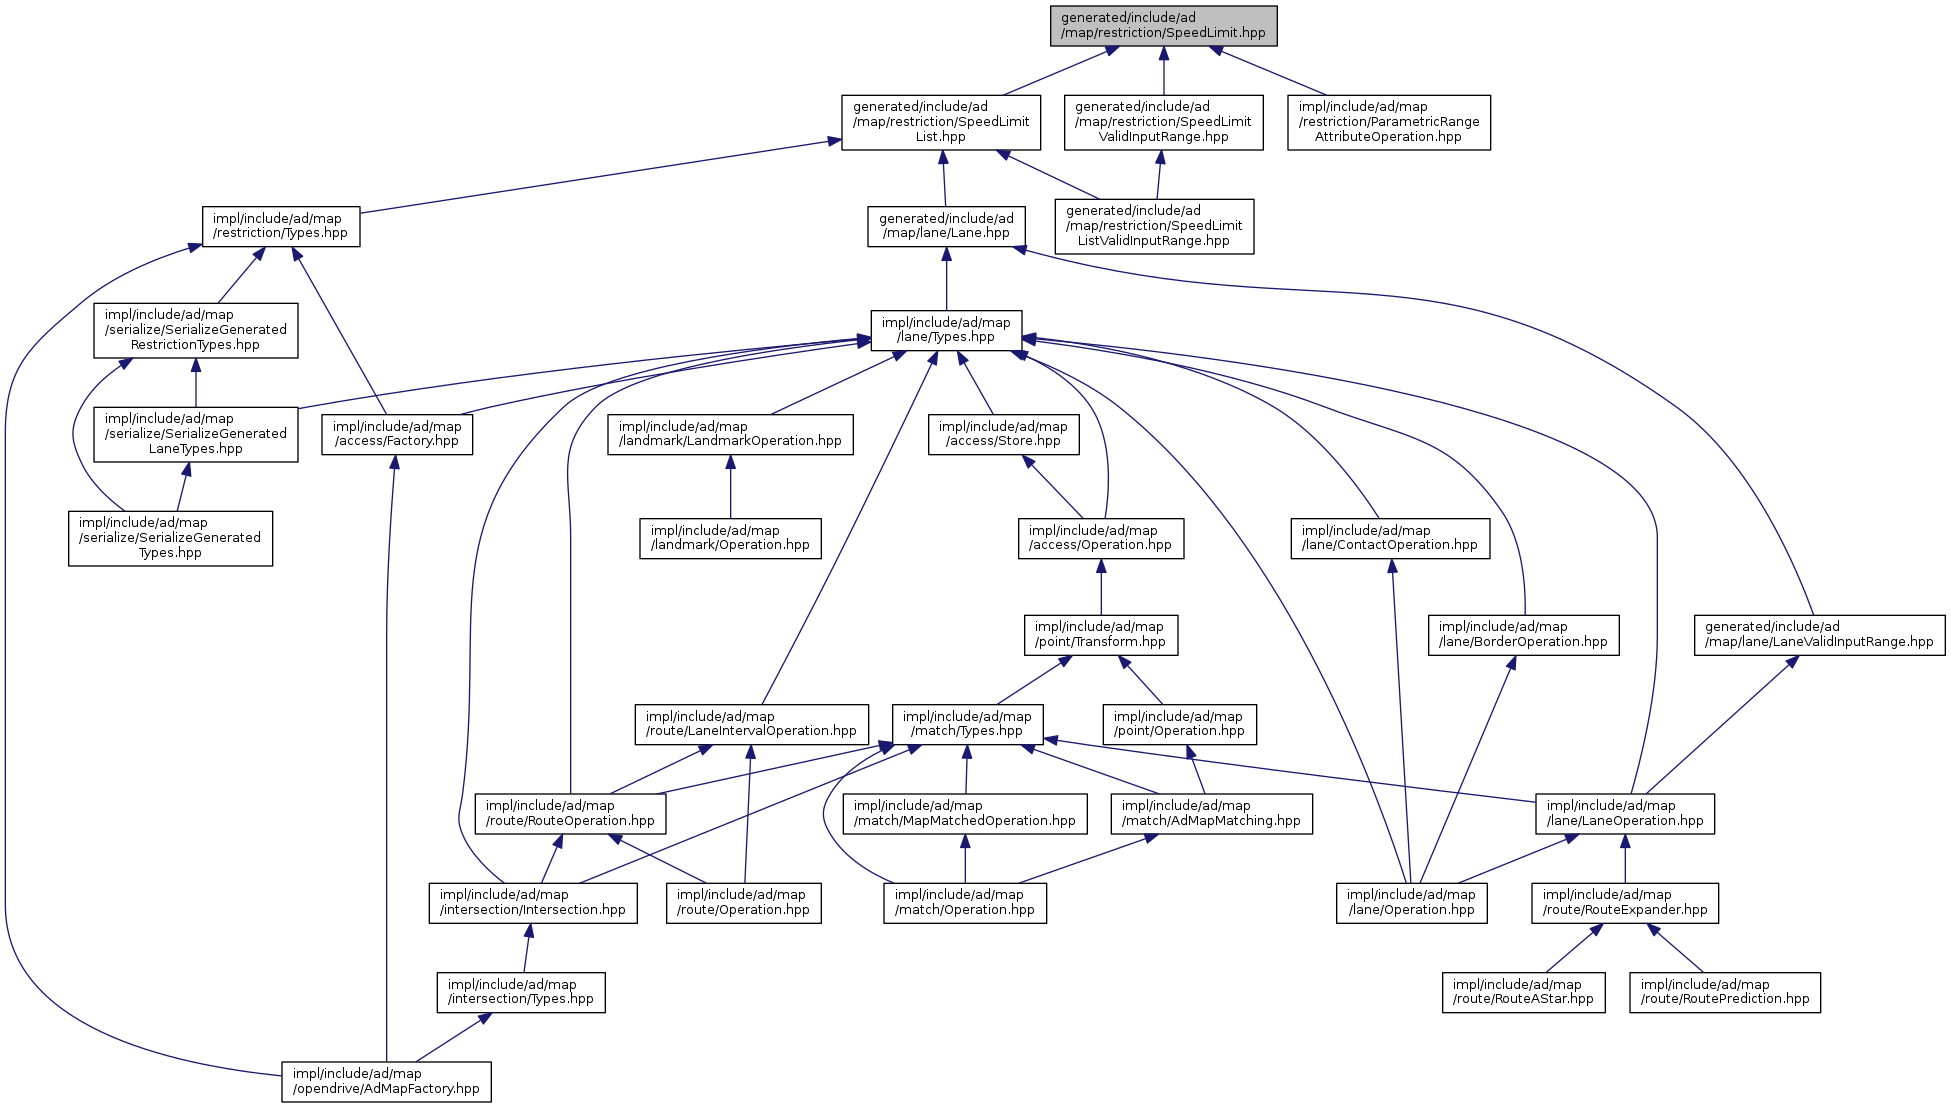 generated/include/ad
/map/restriction/SpeedLimit.hpp
generated/include/ad
/map/restriction/SpeedLimit
List.hpp
generated/include/ad
/map/restriction/SpeedLimit
ValidInputRange.hpp
impl/include/ad/map
/restriction/ParametricRange
AttributeOperation.hpp
impl/include/ad/map
/restriction/Types.hpp
generated/include/ad
/map/lane/Lane.hpp
generated/include/ad
/map/restriction/SpeedLimit
ListValidInputRange.hpp
impl/include/ad/map
/serialize/SerializeGenerated
RestrictionTypes.hpp
impl/include/ad/map
/lane/Types.hpp
impl/include/ad/map
/serialize/SerializeGenerated
LaneTypes.hpp
impl/include/ad/map
/access/Factory.hpp
impl/include/ad/map
/landmark/LandmarkOperation.hpp
impl/include/ad/map
/access/Store.hpp
impl/include/ad/map
/serialize/SerializeGenerated
Types.hpp
impl/include/ad/map
/landmark/Operation.hpp
impl/include/ad/map
/access/Operation.hpp
impl/include/ad/map
/lane/ContactOperation.hpp
impl/include/ad/map
/point/Transform.hpp
impl/include/ad/map
/lane/BorderOperation.hpp
generated/include/ad
/map/lane/LaneValidInputRange.hpp
impl/include/ad/map
/route/LaneIntervalOperation.hpp
impl/include/ad/map
/match/Types.hpp
impl/include/ad/map
/point/Operation.hpp
impl/include/ad/map
/route/RouteOperation.hpp
impl/include/ad/map
/match/MapMatchedOperation.hpp
impl/include/ad/map
/match/AdMapMatching.hpp
impl/include/ad/map
/lane/LaneOperation.hpp
impl/include/ad/map
/intersection/Intersection.hpp
impl/include/ad/map
/route/Operation.hpp
impl/include/ad/map
/match/Operation.hpp
impl/include/ad/map
/lane/Operation.hpp
impl/include/ad/map
/route/RouteExpander.hpp
impl/include/ad/map
/intersection/Types.hpp
impl/include/ad/map
/route/RouteAStar.hpp
impl/include/ad/map
/route/RoutePrediction.hpp
impl/include/ad/map
/opendrive/AdMapFactory.hpp